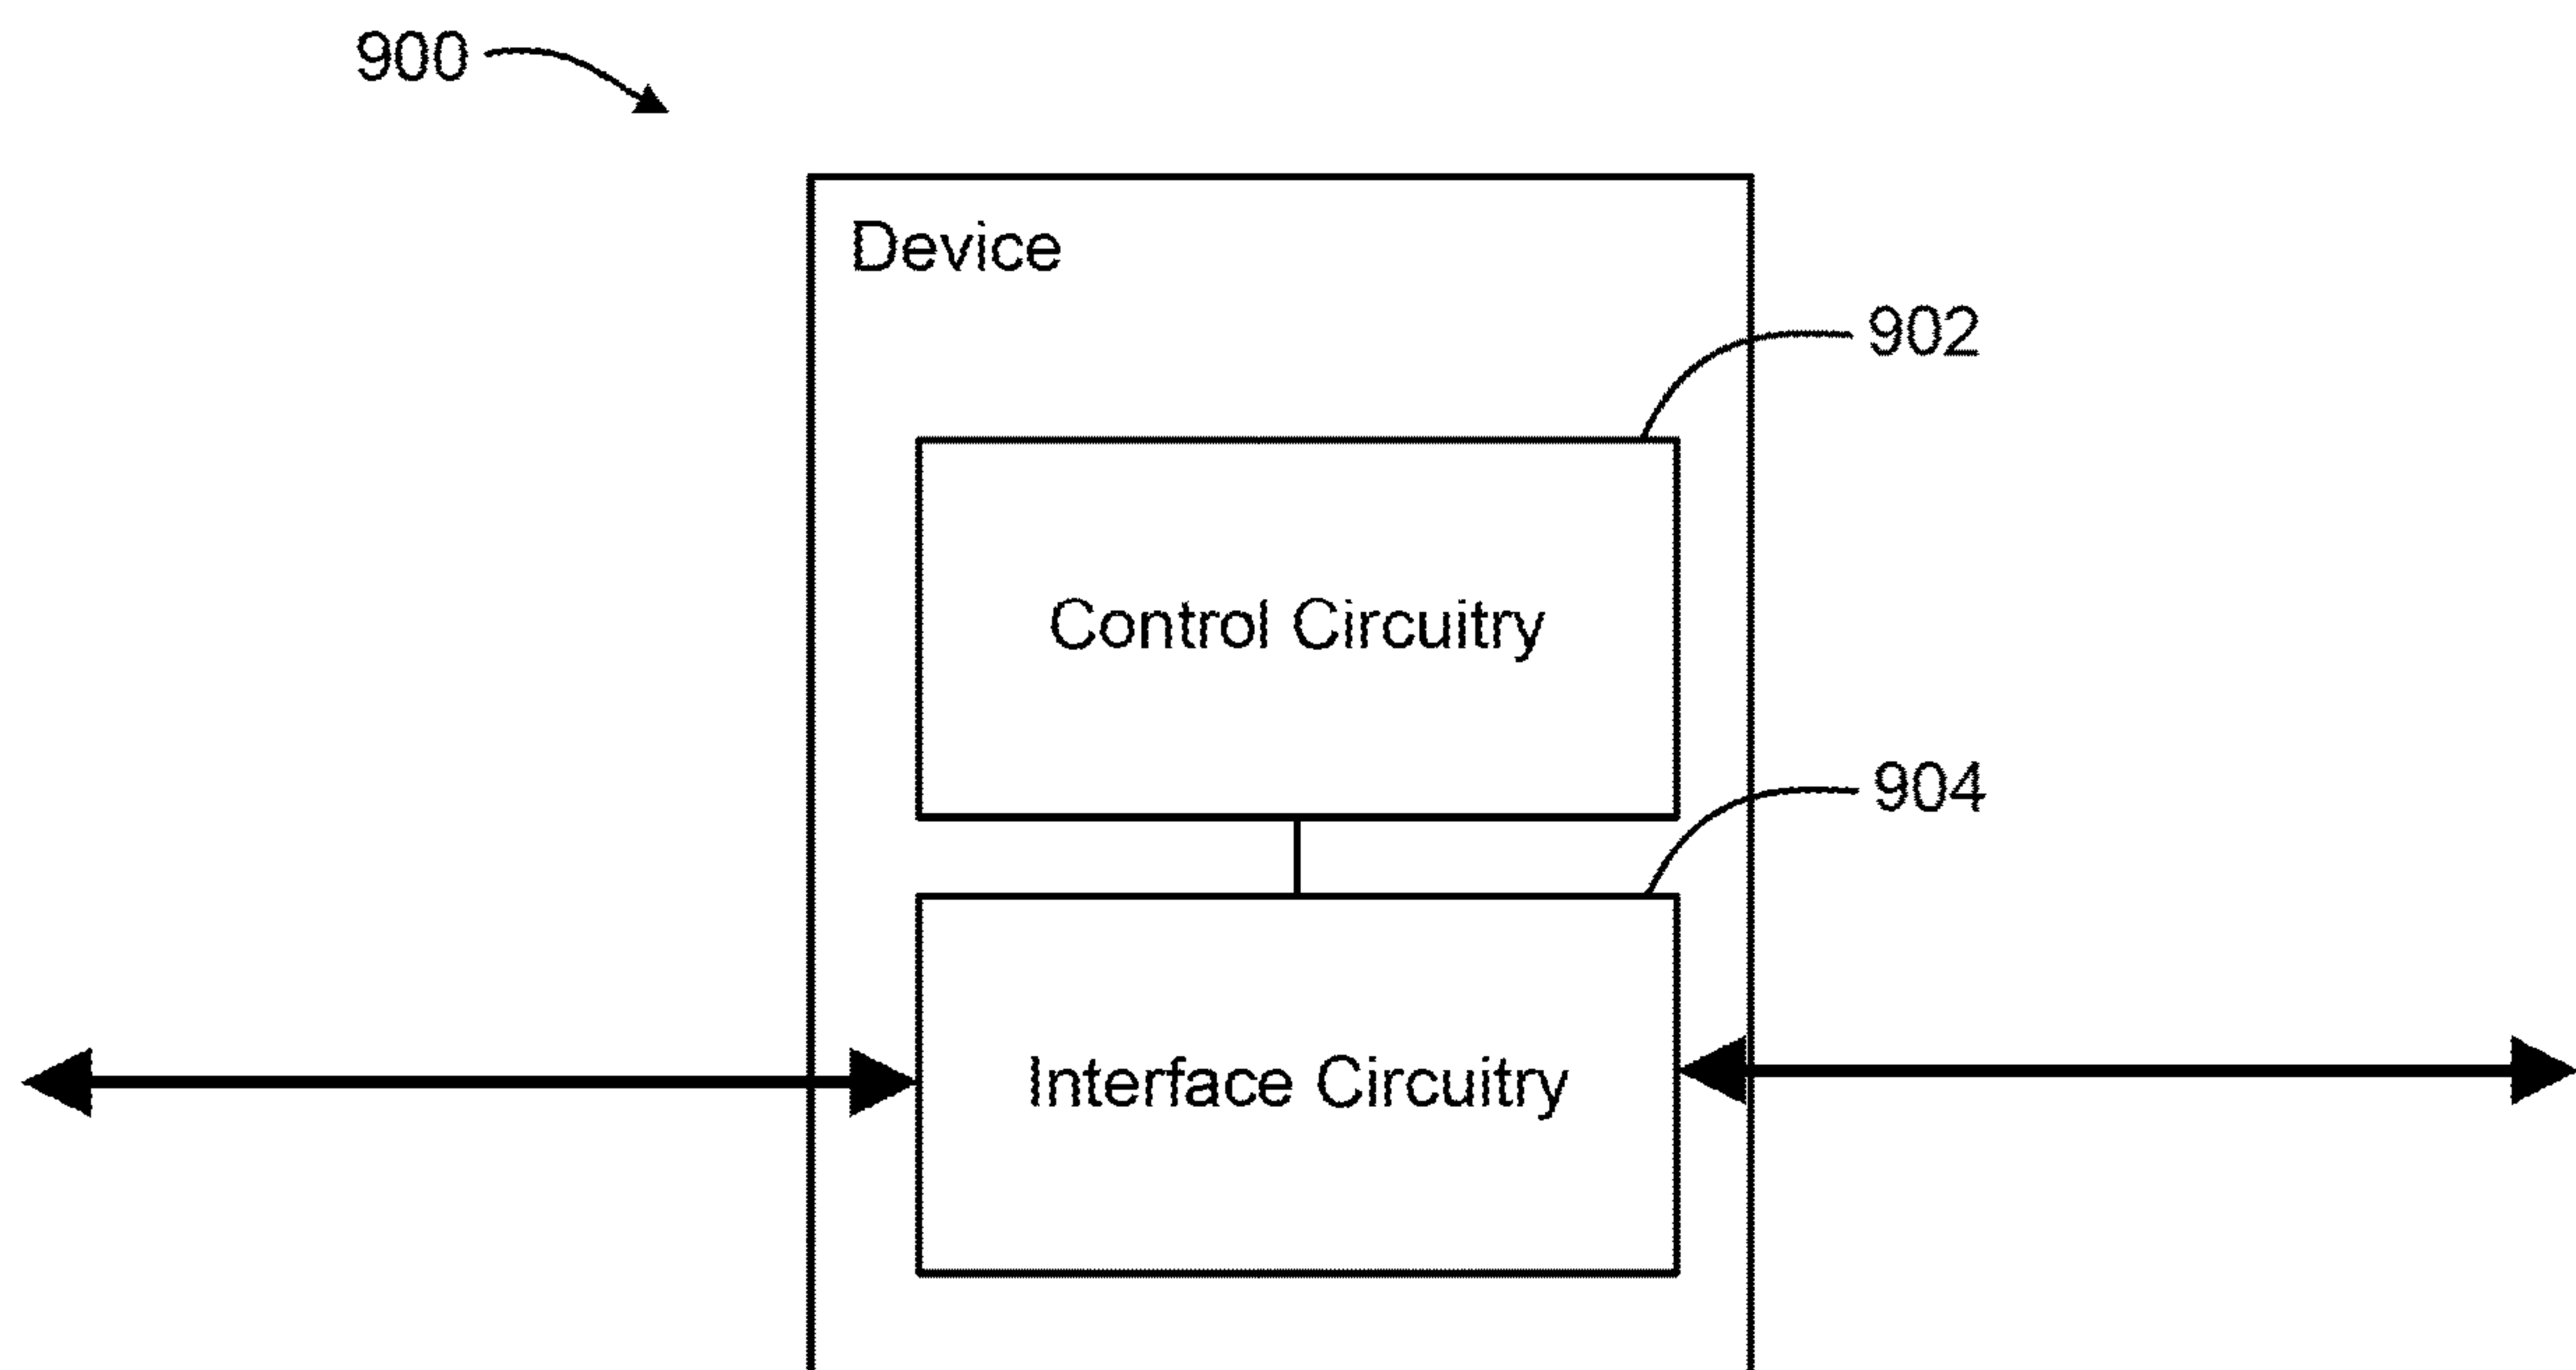 900
Device
902
Control Circuitry
904
Interface Circuitry